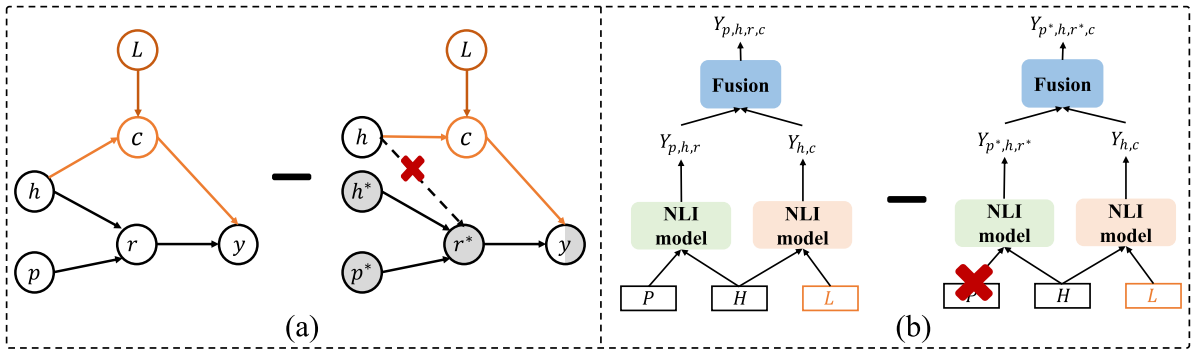 L
c
h
r
y
p
L
h
c
h*
r*
y
p*
(a)
Y_{p,h,r,c}
Fusion
Y_{p,h,r}
Y_{h,c}
NLI
model
NLI
model
P
H
L
Y_{p*,h,r*,c}
Fusion
Y_{p*,h,r*}
Y_{h,c}
NLI
model
NLI
model
H
L
(b)